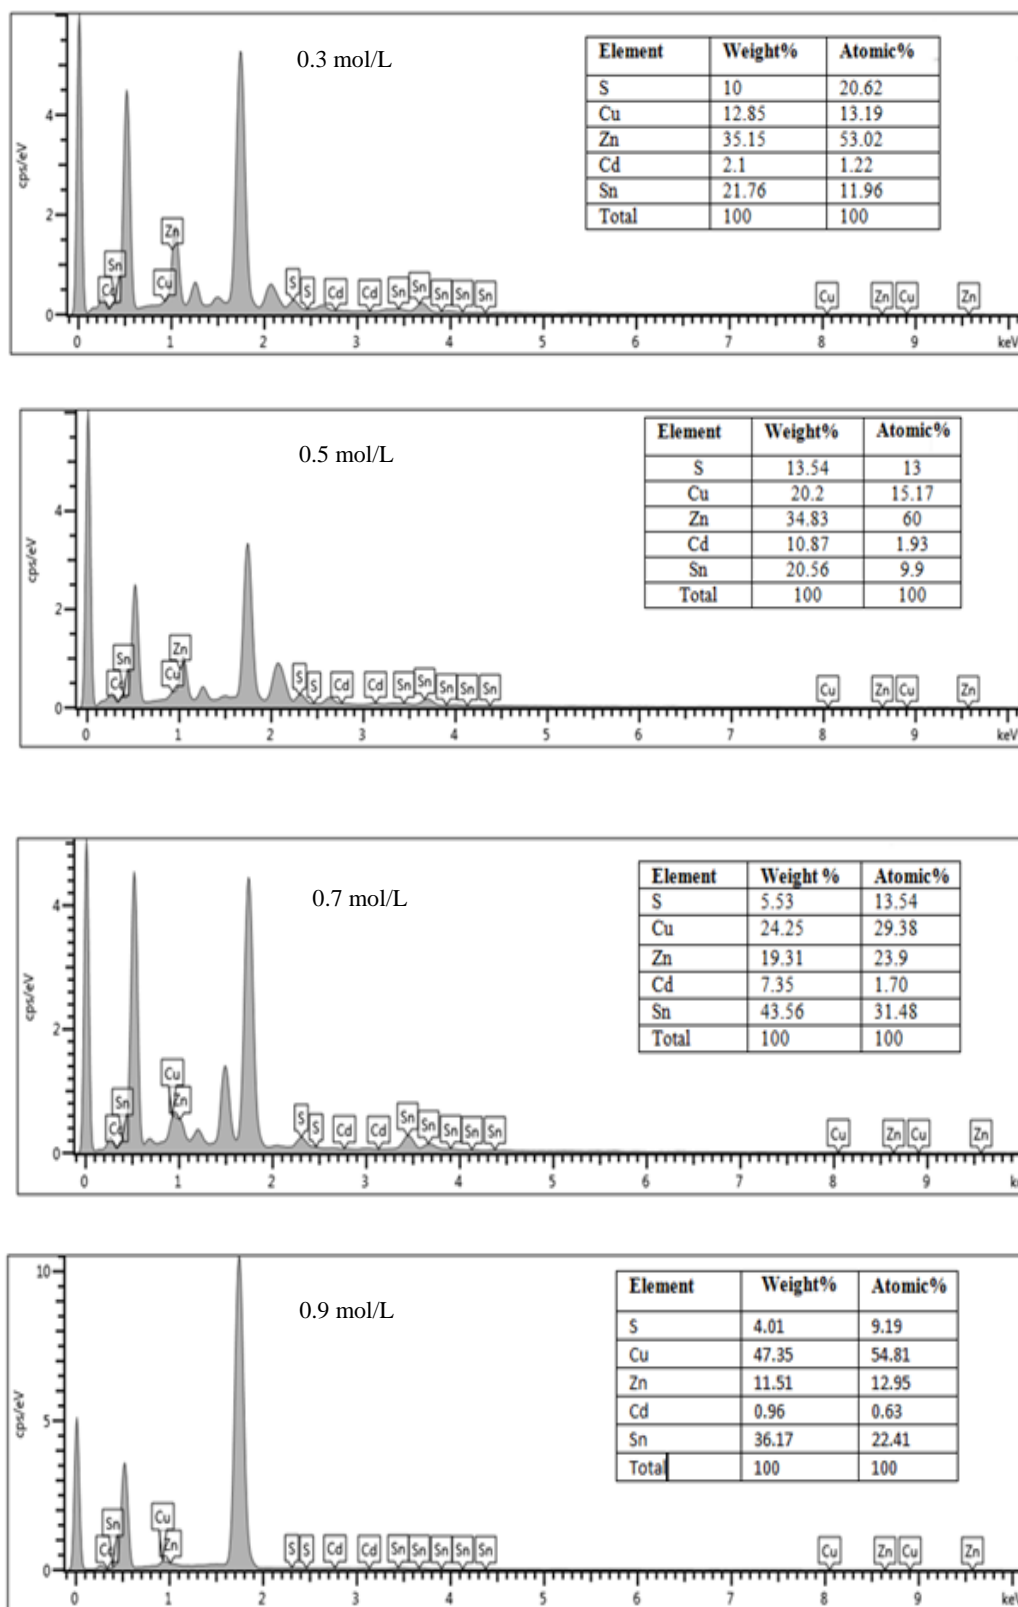 0.3 mol/L
Element Weight% Atomic%
S 10 20.62
Cu 12.85 13.19
Zn 35.15 53.02
Cd 2.1 1.22
Sn 21.76 11.96
Total 100 100
cps/eV
4
2
0
C Sn Cu Zn S S Cd Cd Sn Sn Sn Sn Sn Cu Zn Cu Zn
0 1 2 3 4 5 6 7 8 9 keV
0.5 mol/L
Element Weight% Atomic%
S 13.54 13
Cu 20.2 15.17
Zn 34.83 60
Cd 10.87 1.93
Sn 20.56 9.9
Total 100 100
cps/eV
4
2
0
C Sn Cu Zn S S Cd Cd Sn Sn Sn Sn Sn Cu Zn Cu Zn
0 1 2 3 4 5 6 7 8 9 keV
0.7 mol/L
Element Weight % Atomic%
S 5.53 13.54
Cu 24.25 29.38
Zn 19.31 23.9
Cd 7.35 1.70
Sn 43.56 31.48
Total 100 100
cps/eV
4
2
0
C Sn Cu Zn S S Cd Cd Sn Sn Sn Sn Sn Cu Zn Cu Zn
0 1 2 3 4 5 6 7 8 9 k
0.9 mol/L
Element Weight% Atomic%
S 4.01 9.19
Cu 47.35 54.81
Zn 11.51 12.95
Cd 0.96 0.63
Sn 36.17 22.41
Total 100 100
cps/eV
10
5
0
C Sn Cu Zn S S Cd Cd Sn Sn Sn Sn Sn Cu Zn Cu Zn
0 1 2 3 4 5 6 7 8 9 keV